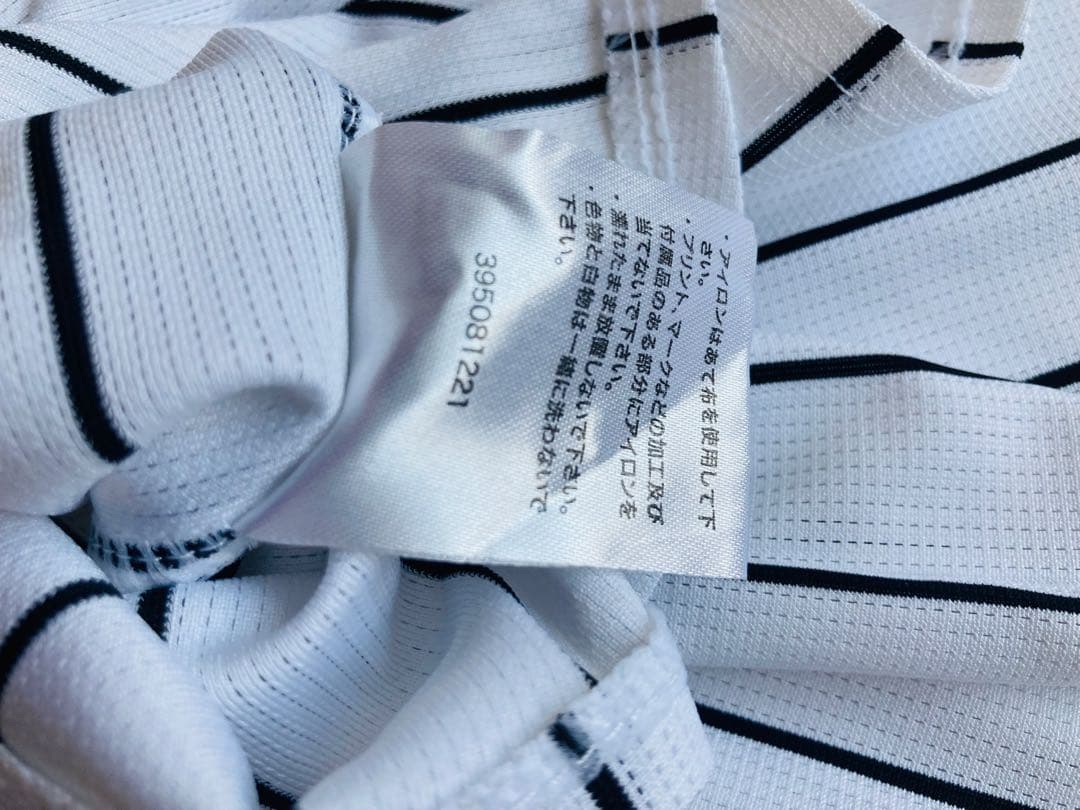 ・アイロンはあて布を使用して下
さい。
・プリント、マークなどの加工及び
付属品のある部分にアイロンを
当てないで下さい。
・濡れたまま放置しないで下さい。
・色物と白物は一緒に洗わないで
下さい。
395081221